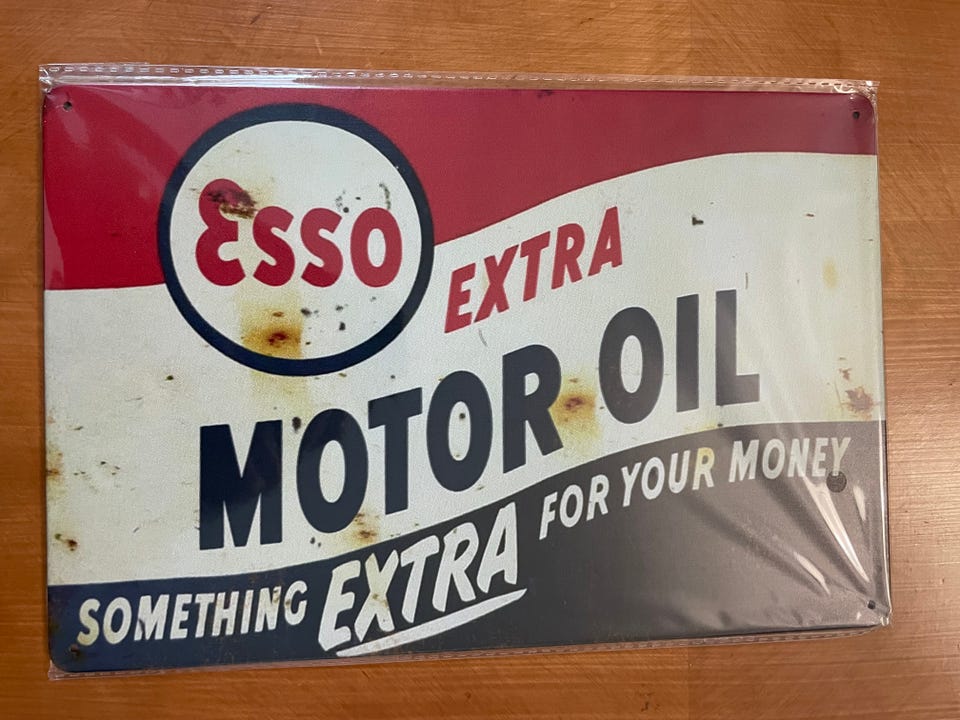 Esso
EXTRA
MOTOR OIL
SOMETHING EXTRA FOR YOUR MONEY